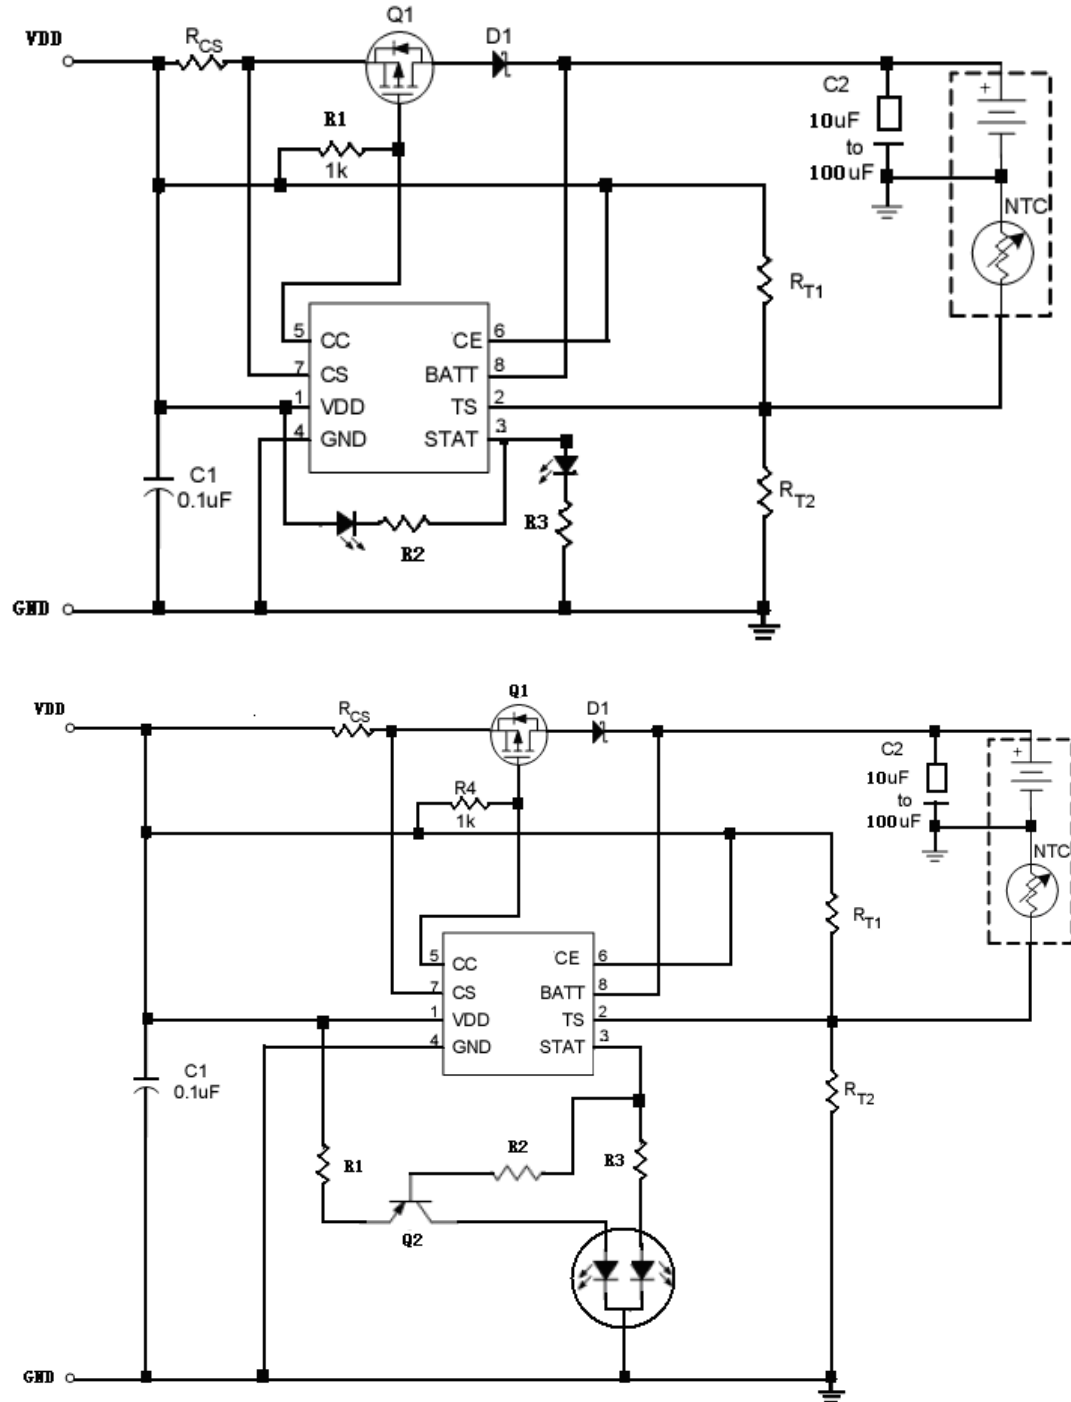 Q1
VDD
RCS
D1
C2
+
10uF
to
100uF
R1
1k
NTC
RT1
5 CC CE 6
7 CS BATT 8
1 VDD TS 2
4 GND STAT 3
C1
0.1uF
R2
R3
RT2
GND
Q1
VDD
RCS
D1
C2
+
10uF
to
100uF
R4
1k
NTC
RT1
5 CC CE 6
7 CS BATT 8
1 VDD TS 2
4 GND STAT 3
C1
0.1uF
RT2
R1
R2
R3
Q2
GND